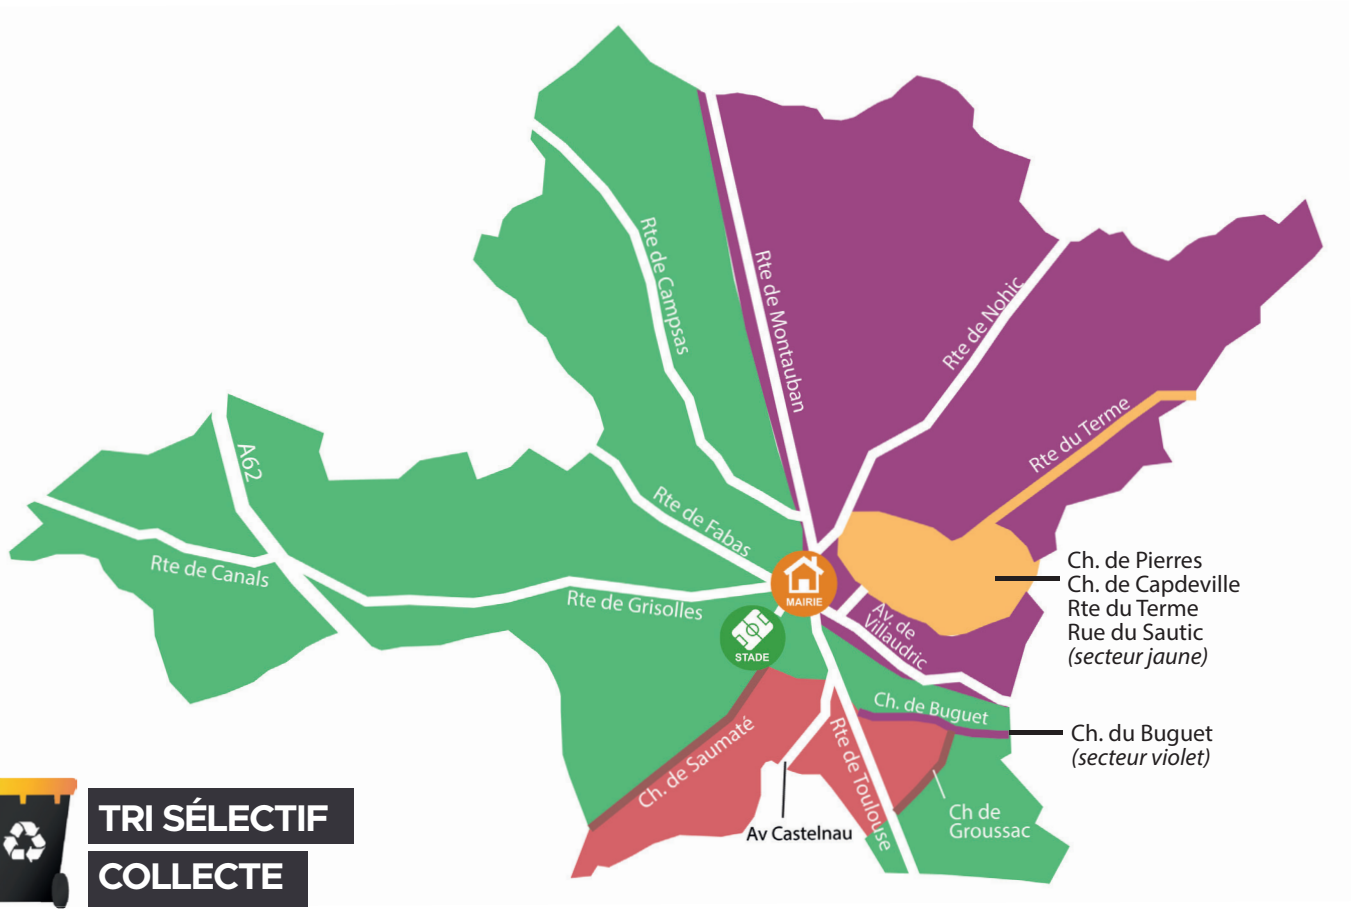 Rte de Campsas
Rte de Montauban
Rte de Nohic
Rte du Terme
A62
Rte de Fabas
Rte de Canals
Rte de Grisolles
MAIRIE
STADE
Av. de
Villaudric
Ch. de Pierres
Ch. de Capdeville
Rte du Terme
Rue du Sautic
(secteur jaune)
Ch. de Buguet
Ch. du Buguet
(secteur violet)
Ch. de Saumaté
Rte de Toulouse
Ch de
Groussac
Av Castelnau
TRI SÉLECTIF
COLLECTE